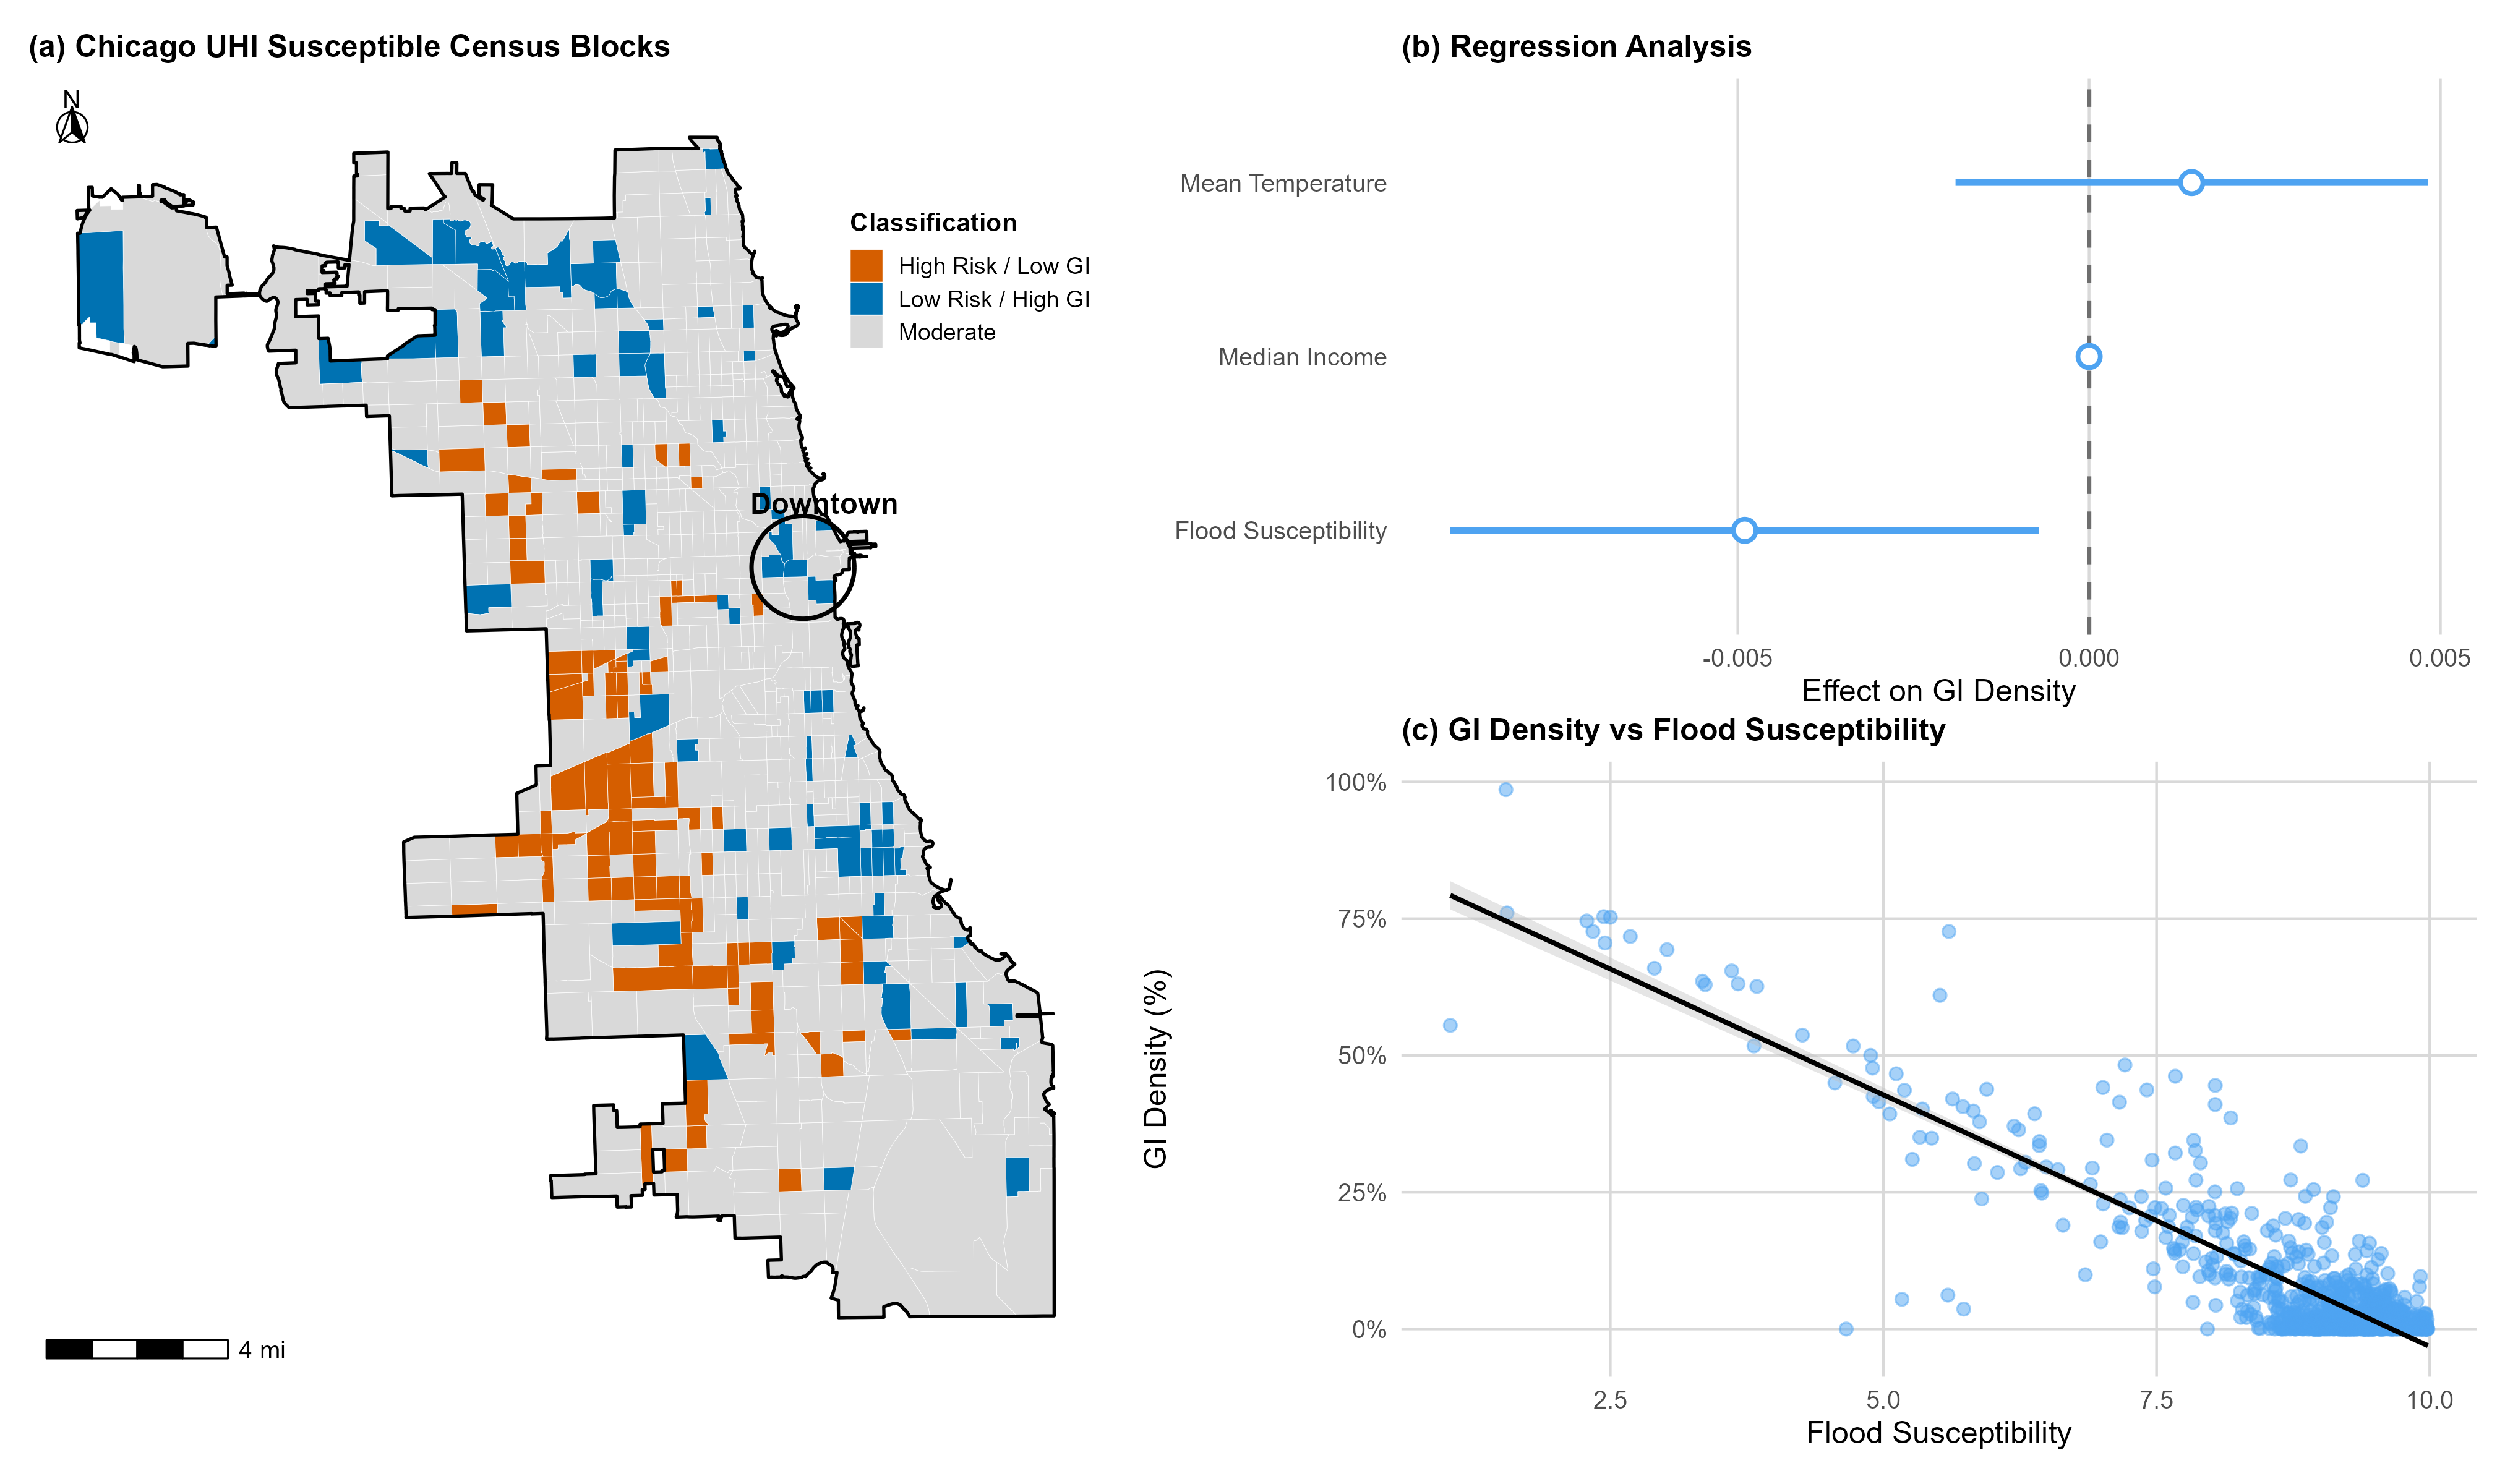 (a) Chicago UHI Susceptible Census Blocks
N
Classification
High Risk / Low GI
Low Risk / High GI
Moderate
Downtown
4 mi
(b) Regression Analysis
Mean Temperature
Median Income
Flood Susceptibility
-0.005 0.000 0.005
Effect on GI Density
(c) GI Density vs Flood Susceptibility
GI Density (%)
100%
75%
50%
25%
0%
2.5 5.0 7.5 10.0
Flood Susceptibility